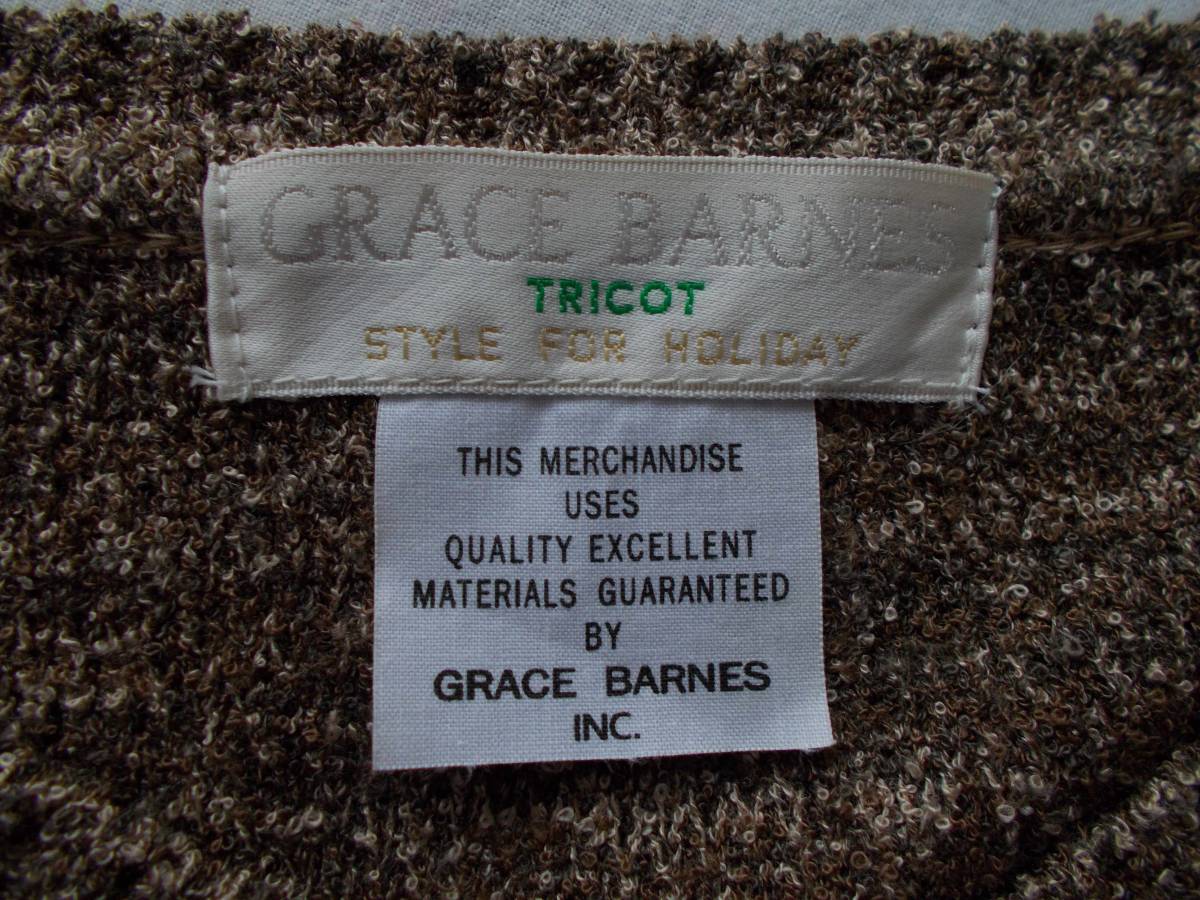 GRACE BARNES
TRICOT
STYLE FOR HOLIDAY
THIS MERCHANDISE
USES
QUALITY EXCELLENT
MATERIALS GUARANTEED
BY
GRACE BARNES
INC.